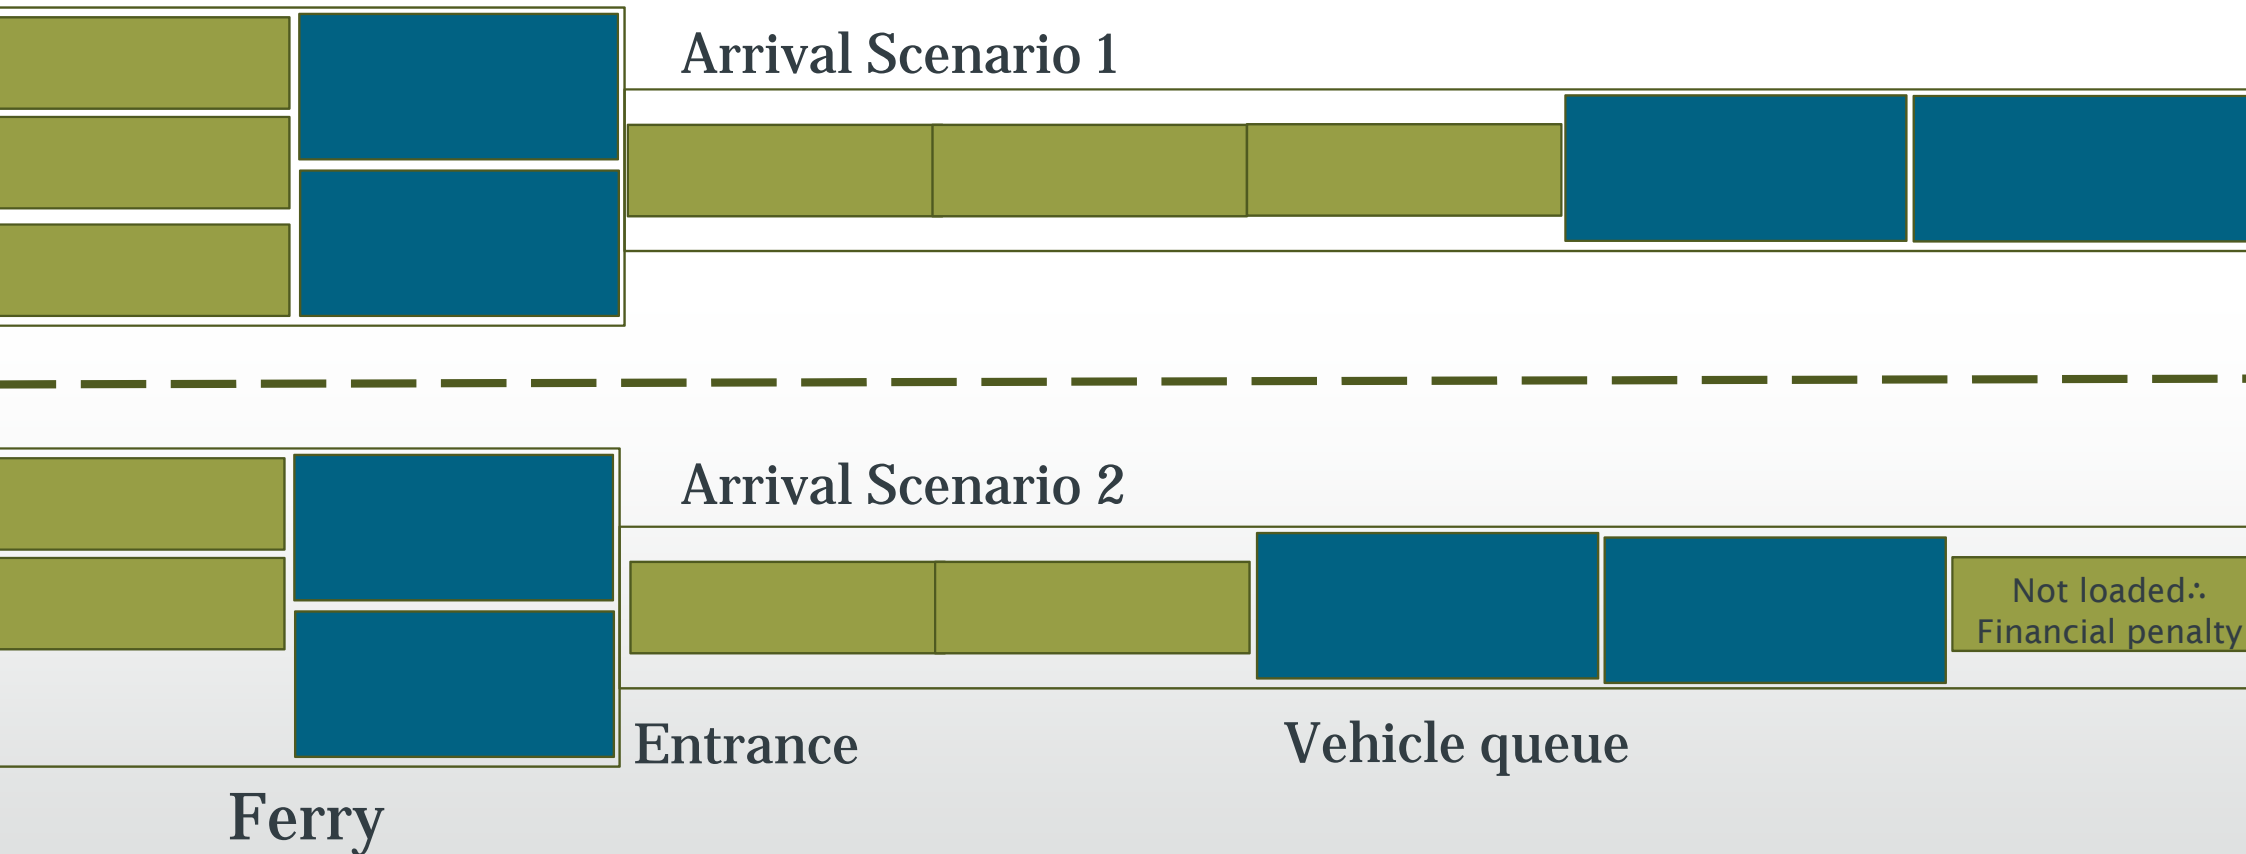 Arrival Scenario 1
Arrival Scenario 2
Not loaded∴
Financial penalty
Entrance
Vehicle queue
Ferry